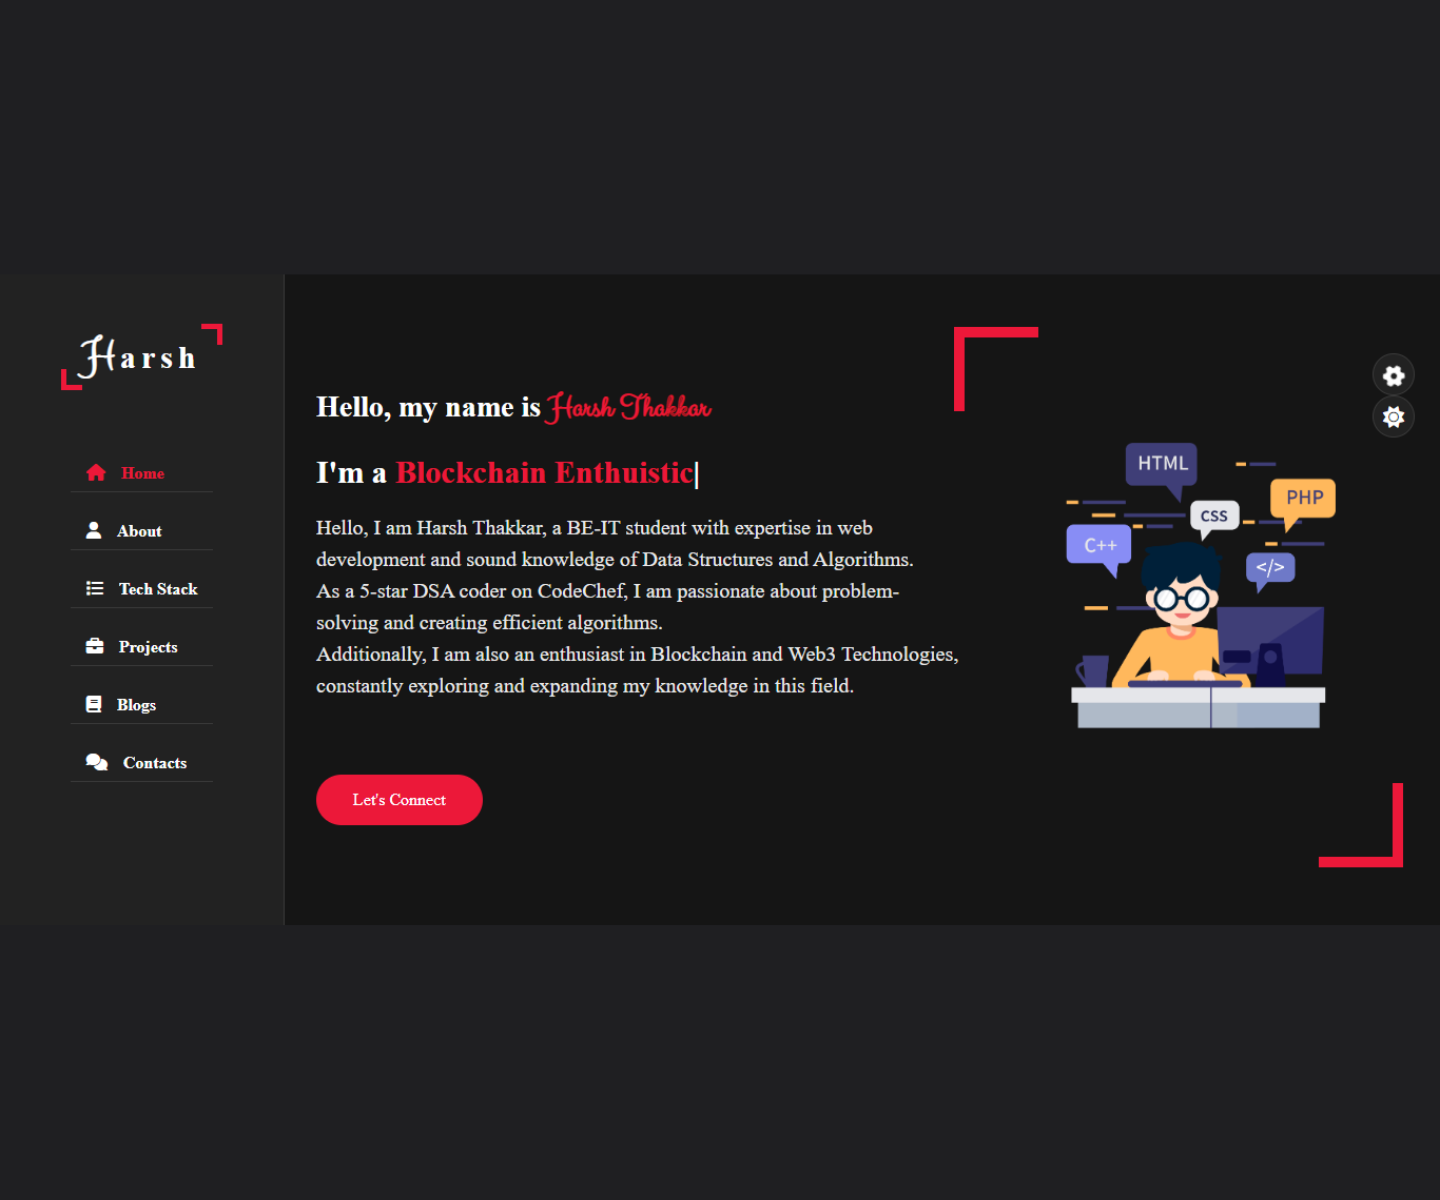 Harsh
Home
About
Tech Stack
Projects
Blogs
Contacts
Hello, my name is Harsh Thakkar
I'm a Blockchain Enthuistic|
Hello, I am Harsh Thakkar, a BE-IT student with expertise in web
development and sound knowledge of Data Structures and Algorithms.
As a 5-star DSA coder on CodeChef, I am passionate about problem-
solving and creating efficient algorithms.
Additionally, I am also an enthusiast in Blockchain and Web3 Technologies,
constantly exploring and expanding my knowledge in this field.
Let's Connect
HTML
PHP
CSS
C++
</>